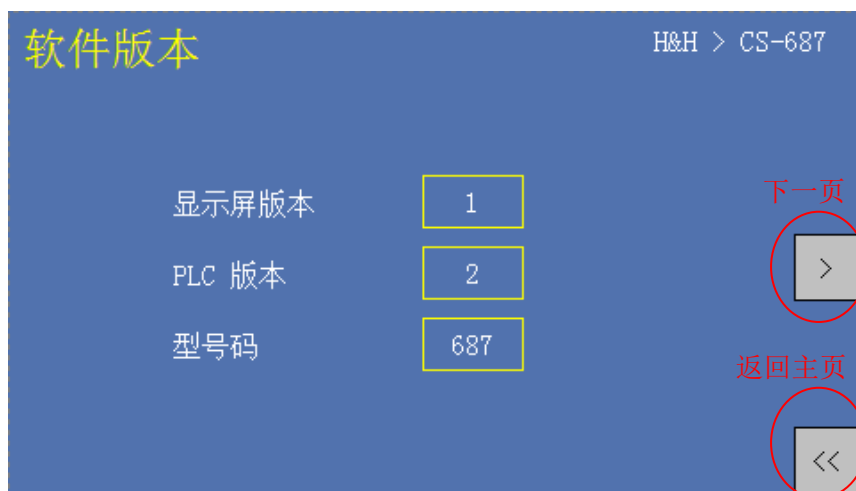 软件版本
H&H > CS-687
显示屏版本 1
下一页
PLC 版本 2
>
型号码 687
返回主页
<<